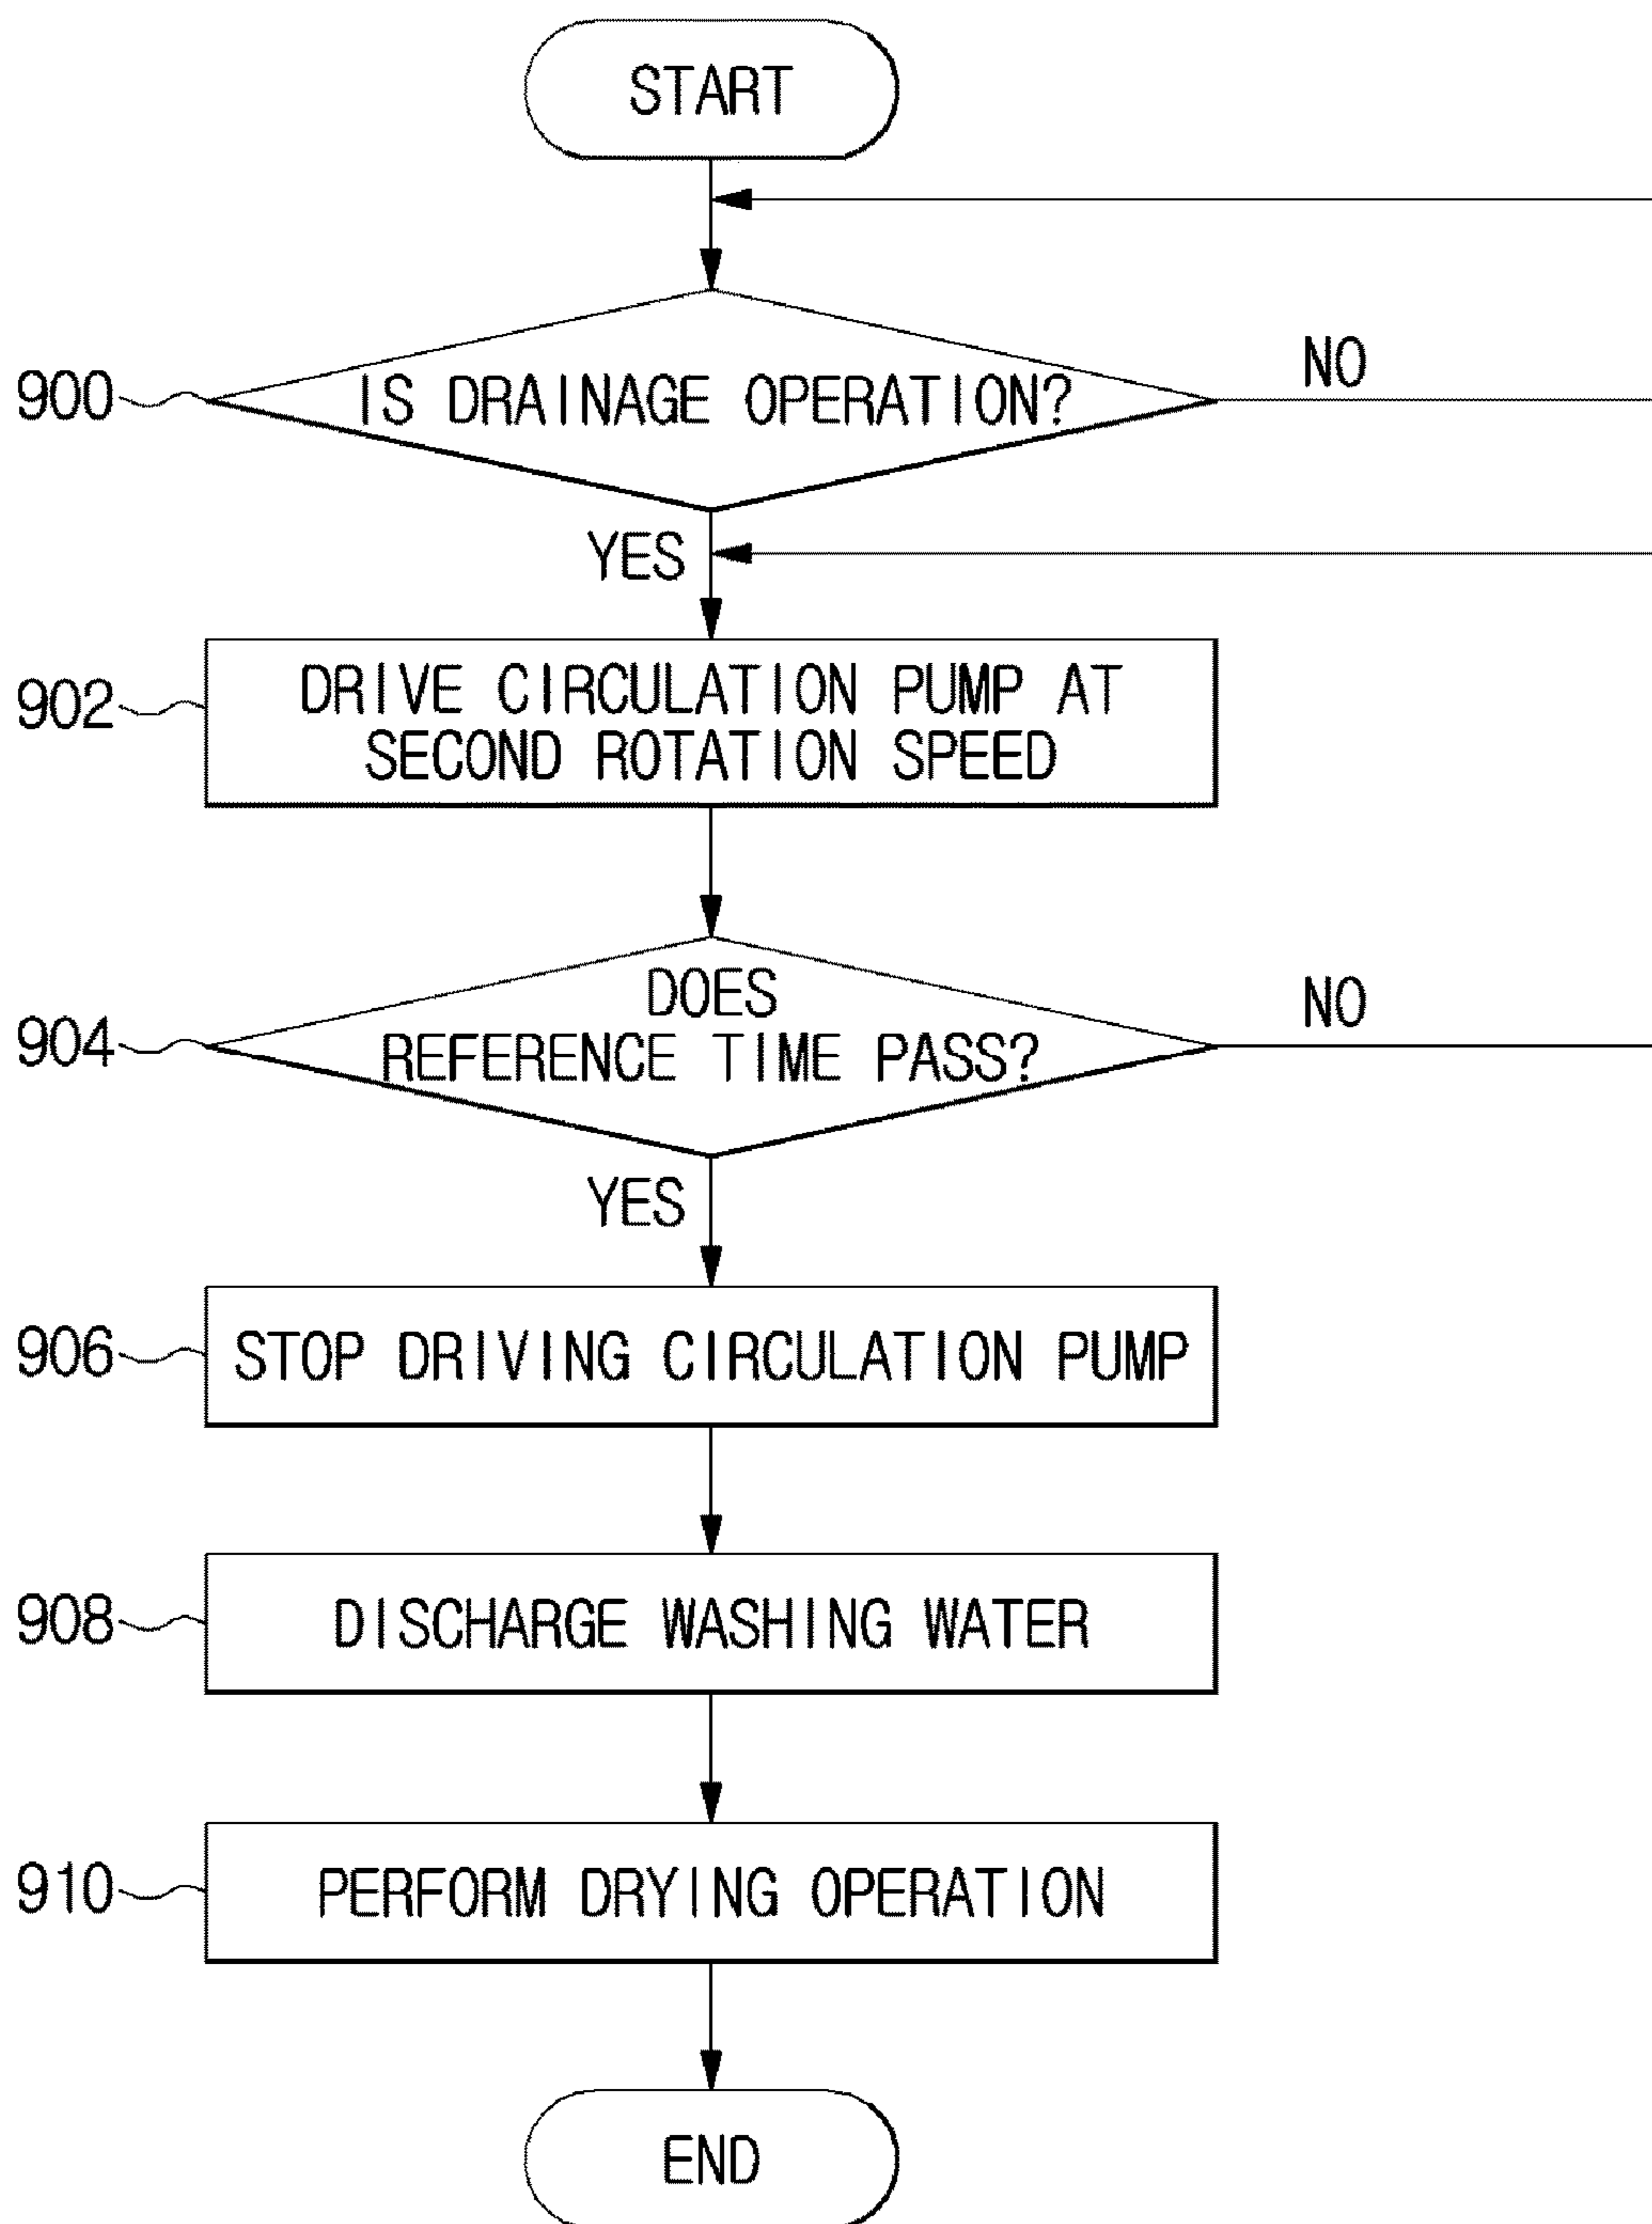 START
900
IS DRAINAGE OPERATION?
NO
YES
902
DRIVE CIRCULATION PUMP AT
SECOND ROTATION SPEED
904
DOES
REFERENCE TIME PASS?
NO
YES
906
STOP DRIVING CIRCULATION PUMP
908
DISCHARGE WASHING WATER
910
PERFORM DRYING OPERATION
END